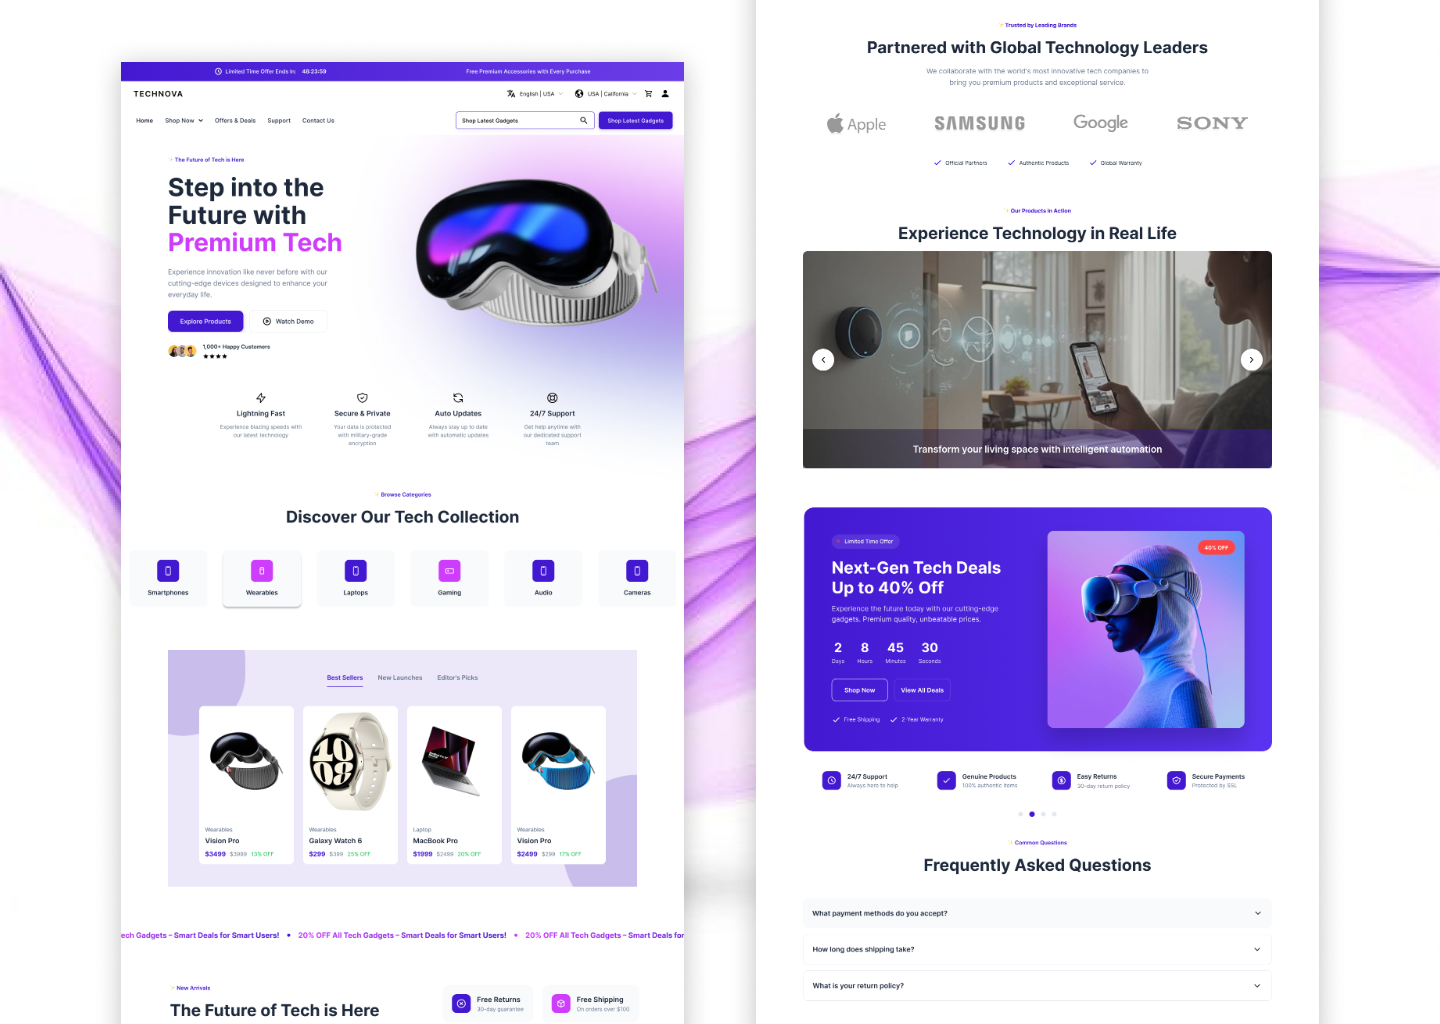 Limited Time Offer Ends In: 48:23:59
Free Premium Accessories with Every Purchase
TECHNOVA
English | USA
USA | California
Home
Shop Now
Offers & Deals
Support
Contact Us
Shop Latest Gadgets
Shop Latest Gadgets
The Future of Tech is Here
Step into the
Future with
Premium Tech
Experience innovation like never before with our
cutting-edge devices designed to enhance your
everyday life.
Explore Products
Watch Demo
1,000+ Happy Customers
Lightning Fast
Experience blazing speeds with
our latest technology.
Secure & Private
Your data is protected
with military-grade
encryption
Auto Updates
Always stay up to date
with automatic updates
24/7 Support
Get help anytime with
our dedicated support
team
Browse Categories
Discover Our Tech Collection
Smartphones
Wearables
Laptops
Gaming
Audio
Cameras
Best Sellers
New Launches
Editor's Picks
Wearables
Vision Pro
$3499 $3999 13% OFF
Wearables
Galaxy Watch 6
$299 $399 25% OFF
Laptop
MacBook Pro
$1999 $2499 20% OFF
Wearables
Vision Pro
$2499 $299 17% OFF
ech Gadgets – Smart Deals for Smart Users! • 20% OFF All Tech Gadgets – Smart Deals for Smart Users! • 20% OFF All Tech Gadgets – Smart Deals for
New Arrivals
The Future of Tech is Here
Free Returns
30-day guarantee
Free Shipping
On orders over $100
Trusted by Leading Brands
Partnered with Global Technology Leaders
We collaborate with the world's most innovative tech companies to
bring you premium products and exceptional service.
Apple
SAMSUNG
Google
SONY
Official Partners
Authentic Products
Global Warranty
Our Products In Action
Experience Technology in Real Life
Transform your living space with intelligent automation
Limited Time Offer
Next-Gen Tech Deals
Up to 40% Off
Experience the future today with our cutting-edge
gadgets. Premium quality, unbeatable prices.
2 8 45 30
Days Hours Minutes Seconds
Shop Now
View All Deals
Free Shipping
2-Year Warranty
40% OFF
24/7 Support
Always here to help
Genuine Products
100% authentic items
Easy Returns
30-day return policy
Secure Payments
Protected by SSL
Common Questions
Frequently Asked Questions
What payment methods do you accept?
How long does shipping take?
What is your return policy?